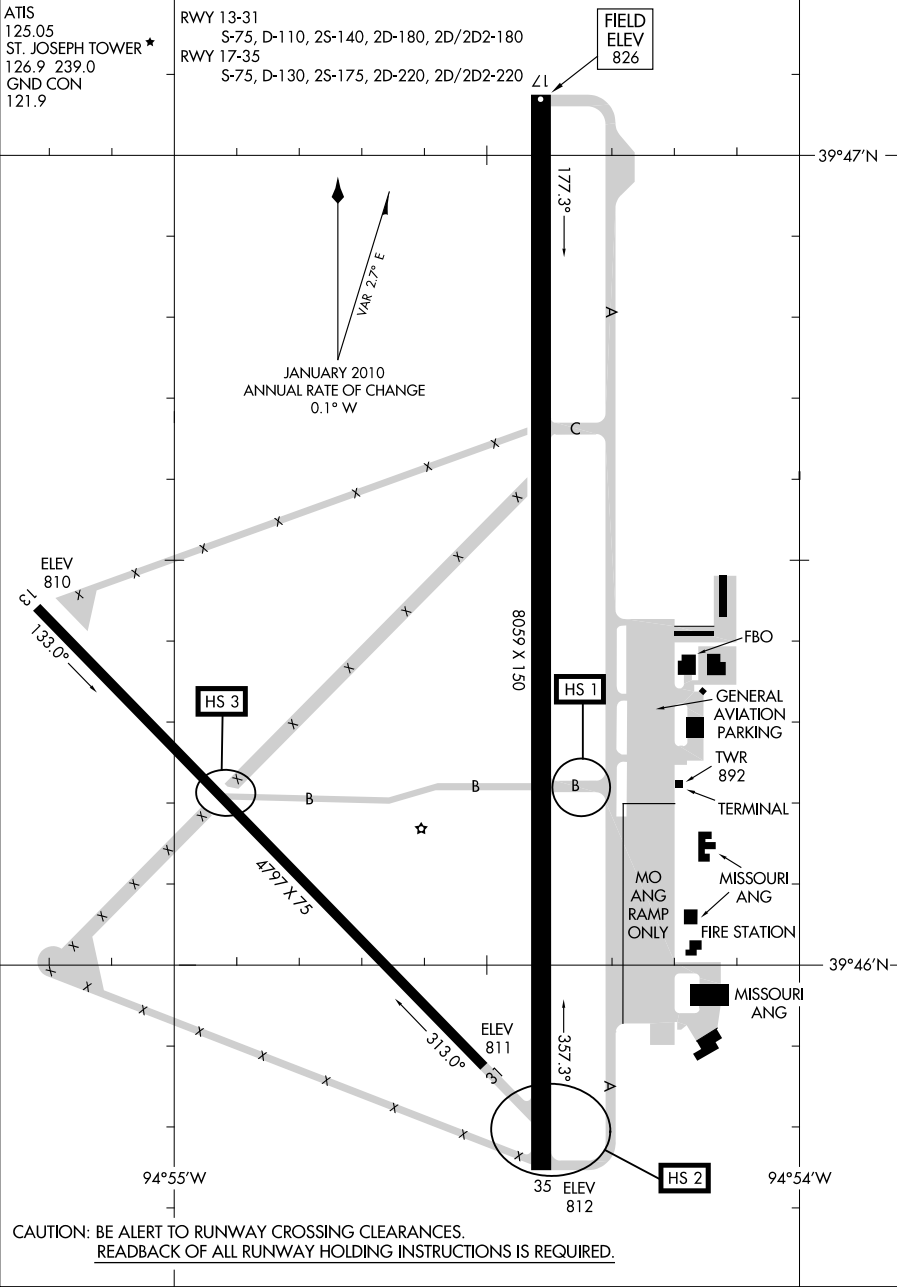 ATIS
125.05
ST. JOSEPH TOWER ★
126.9 239.0
GND CON
121.9
RWY 13-31
S-75, D-110, 2S-140, 2D-180, 2D/2D2-180
RWY 17-35
S-75, D-130, 2S-175, 2D-220, 2D/2D2-220
FIELD
ELEV
826
17
39°47'N
177.3°
VAR 2.7° E
A
JANUARY 2010
ANNUAL RATE OF CHANGE
0.1° W
C
X X X X X X X
X X X X X X
ELEV
810
13
133.0°
8059 X 150
FBO
HS 1
HS 3
GENERAL
AVIATION
PARKING
TWR
892
TERMINAL
B
B
B
4797 X 75
X X X X X
MO
ANG
RAMP
ONLY
MISSOURI
ANG
FIRE STATION
39°46'N
MISSOURI
ANG
X X X X X X X X X
313.0°
ELEV
811
31
357.3°
A
94°55'W
35
ELEV
812
HS 2
94°54'W
CAUTION: BE ALERT TO RUNWAY CROSSING CLEARANCES.
READBACK OF ALL RUNWAY HOLDING INSTRUCTIONS IS REQUIRED.